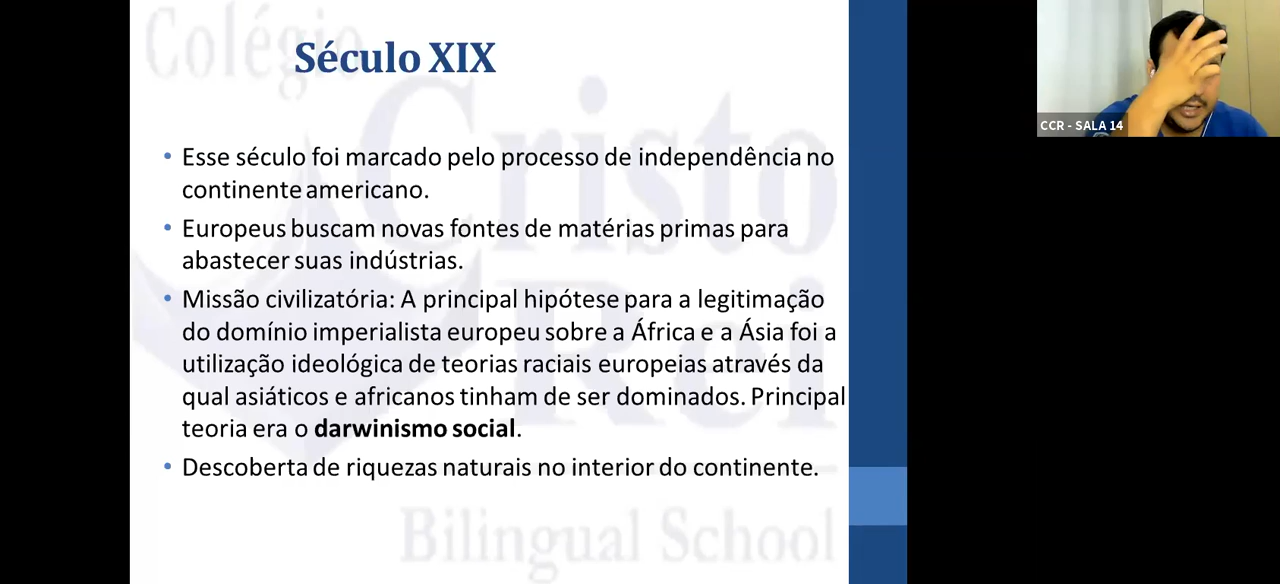 Colégio
Cristo
Rei
Bilingual School
Século XIX
• Esse século foi marcado pelo processo de independência no
continente americano.
• Europeus buscam novas fontes de matérias primas para
abastecer suas indústrias.
• Missão civilizatória: A principal hipótese para a legitimação
do domínio imperialista europeu sobre a África e a Ásia foi a
utilização ideológica de teorias raciais europeias através da
qual asiáticos e africanos tinham de ser dominados. Principal
teoria era o darwinismo social.
• Descoberta de riquezas naturais no interior do continente.
CCR - SALA 14